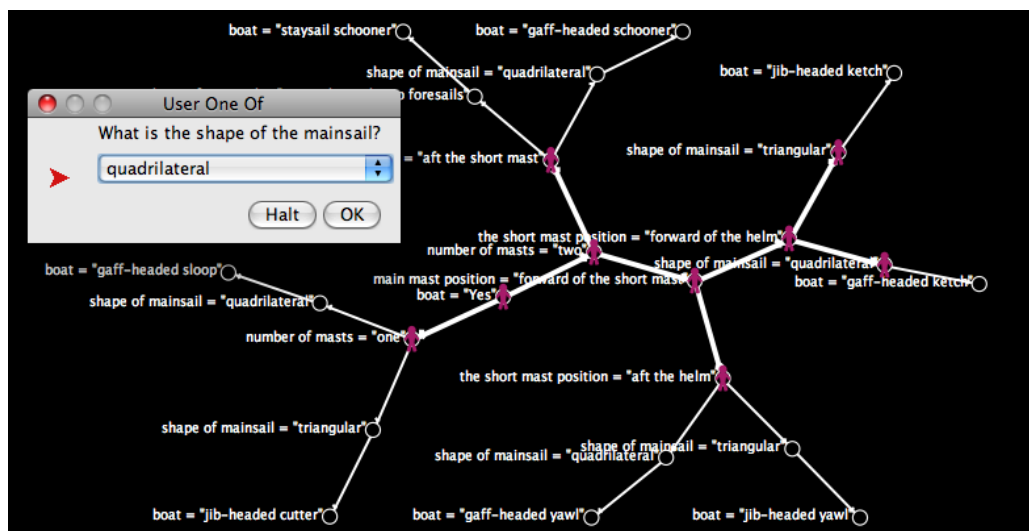 boat = "staysail schooner"
boat = "gaff-headed schooner"
shape of mainsail = "quadrilateral"
boat = "jib-headed ketch"
foresails
User One Of
What is the shape of the mainsail?
quadrilateral
Halt
OK
= "aft the short mast"
shape of mainsail = "triangular"
the short mast position = "forward of the helm"
number of masts = "two"
shape of mainsail = "quadrilateral"
boat = "gaff-headed sloop"
main mast position = "forward of the short mast"
boat = "gaff-headed ketch"
boat = "Yes"
shape of mainsail = "quadrilateral"
number of masts = "one"
the short mast position = "aft the helm"
shape of mainsail = "triangular"
shape of mainsail = "triangular"
shape of mainsail = "quadrilateral"
boat = "jib-headed cutter"
boat = "gaff-headed yawl"
boat = "jib-headed yawl"